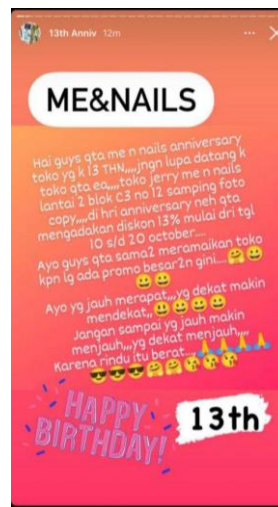 13th Anniv 12m
ME&NAILS
Hai guys qta me n nails anniversary
toko yg k 13 THN,,,,jngn lupa datang k
toko qta ea,,,,toko jerry me n nails
lantai 2 blok c3 no 12 samping foto
copy,,,,di hri anniversary neh qta
mengadakan diskon 13% mulai dri tgl
10 s/d 20 october....
Ayo guys qta sama2 meramaikan toko
kpn lg ada promo besar2n gini....🤗😀
😀😀
Ayo yg jauh merapat,,,,yg dekat makin
mendekat,,😀😀😀😀
Jangan sampai yg jauh makin
menjauh,,,,yg dekat menjauh,,,,
Karena rindu itu berat....🙏🙏🙏🙏
😎😎😎🤗🤗😘😘😘
HAPPY
BIRTHDAY!
13th